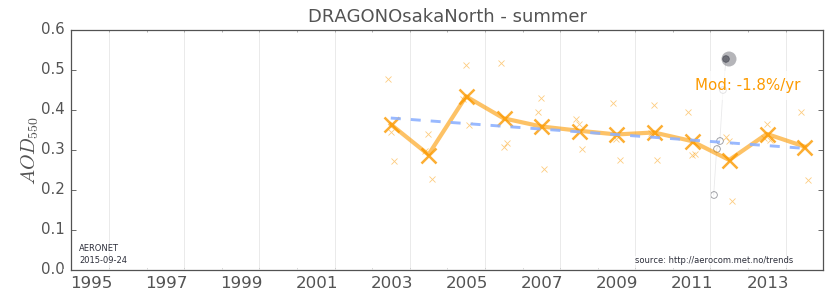 DRAGONOsakaNorth - summer
0.6
0.5
0.4
0.3
0.2
0.1
0.0
AOD550
Mod: -1.8%/yr
AERONET
2015-09-24
source: http://aerocom.met.no/trends
1995 1997 1999 2001 2003 2005 2007 2009 2011 2013